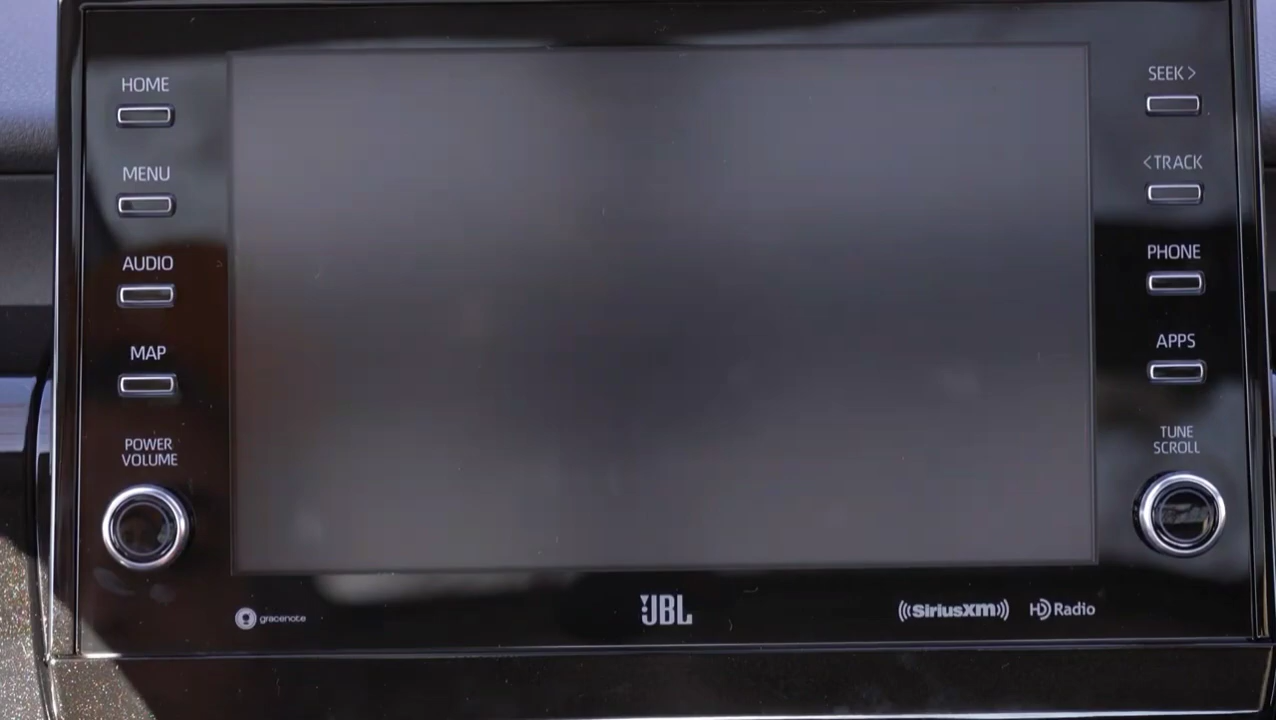 HOME
MENU
AUDIO
MAP
POWER
VOLUME
SEEK >
< TRACK
PHONE
APPS
TUNE
SCROLL
gracenote
JBL
((SiriusXM))
HD Radio